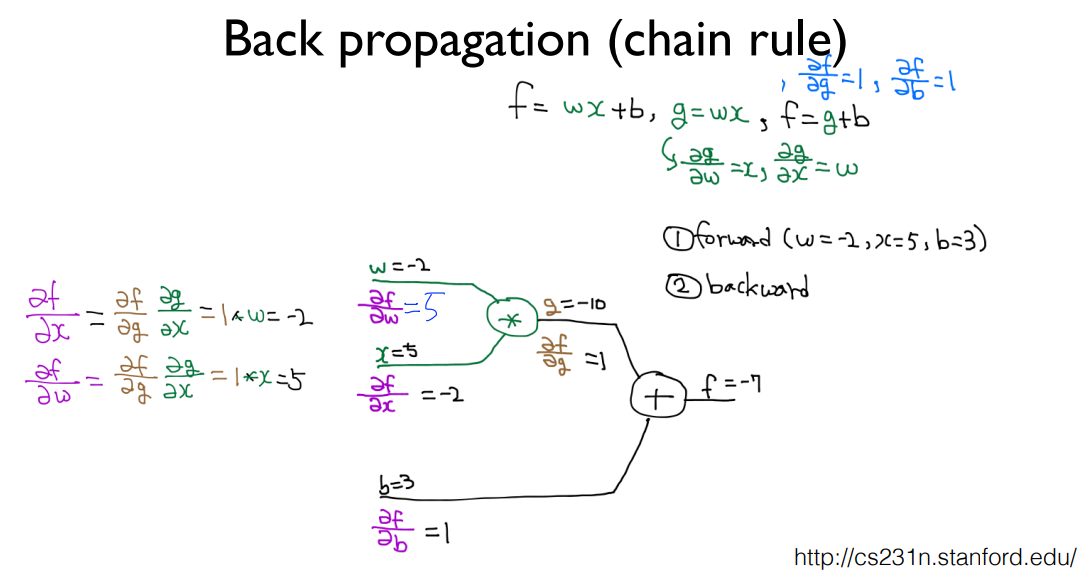 Back propagation (chain rule)
, ∂f/∂g = 1, ∂f/∂b = 1
f = wx+b, g=wx, f=g+b
↳ ∂g/∂w = x, ∂g/∂x = w
① forward (w=-2, x=5, b=3)
② backward
∂f/∂x = ∂f/∂g ∂g/∂x = 1 * w = -2
∂f/∂w = ∂f/∂g ∂g/∂x = 1 * x = 5
w=-2
∂f/∂w = 5
*
g=-10
∂f/∂g = 1
x=5
∂f/∂x = -2
+
f=-7
b=3
∂f/∂b = 1
http://cs231n.stanford.edu/